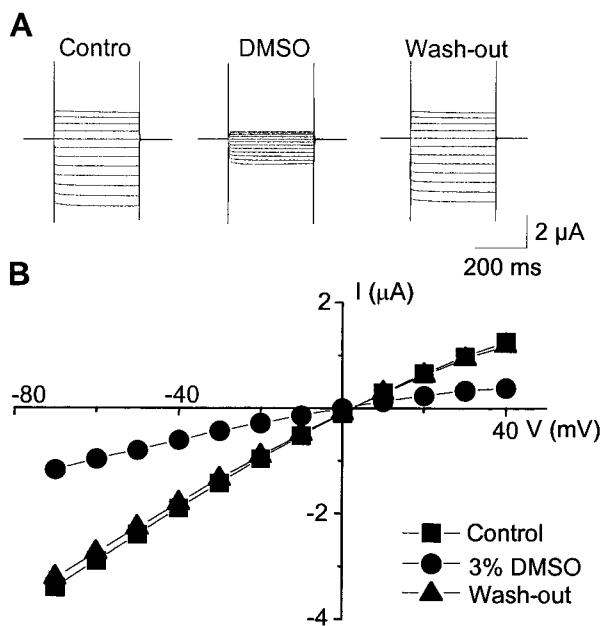 A
Contro
DMSO
Wash-out
2 µA
200 ms
B
2
I (µA)
-80
-40
40 V (mV)
-2
-4
Control
3% DMSO
Wash-out